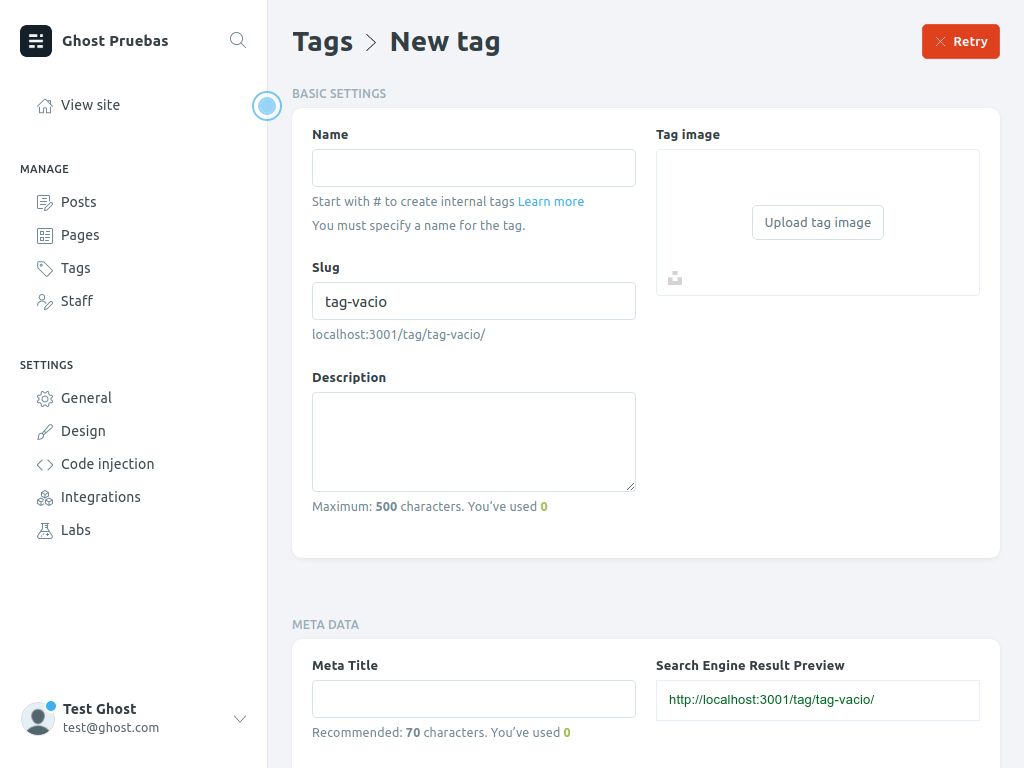 Ghost Pruebas
View site
MANAGE
Posts
Pages
Tags
Staff
SETTINGS
General
Design
Code injection
Integrations
Labs
Test Ghost
test@ghost.com
Tags > New tag
Retry
BASIC SETTINGS
Name
Start with # to create internal tags Learn more
You must specify a name for the tag.
Slug
tag-vacio
localhost:3001/tag/tag-vacio/
Description
Maximum: 500 characters. You’ve used 0
Tag image
Upload tag image
META DATA
Meta Title
Recommended: 70 characters. You’ve used 0
Search Engine Result Preview
http://localhost:3001/tag/tag-vacio/